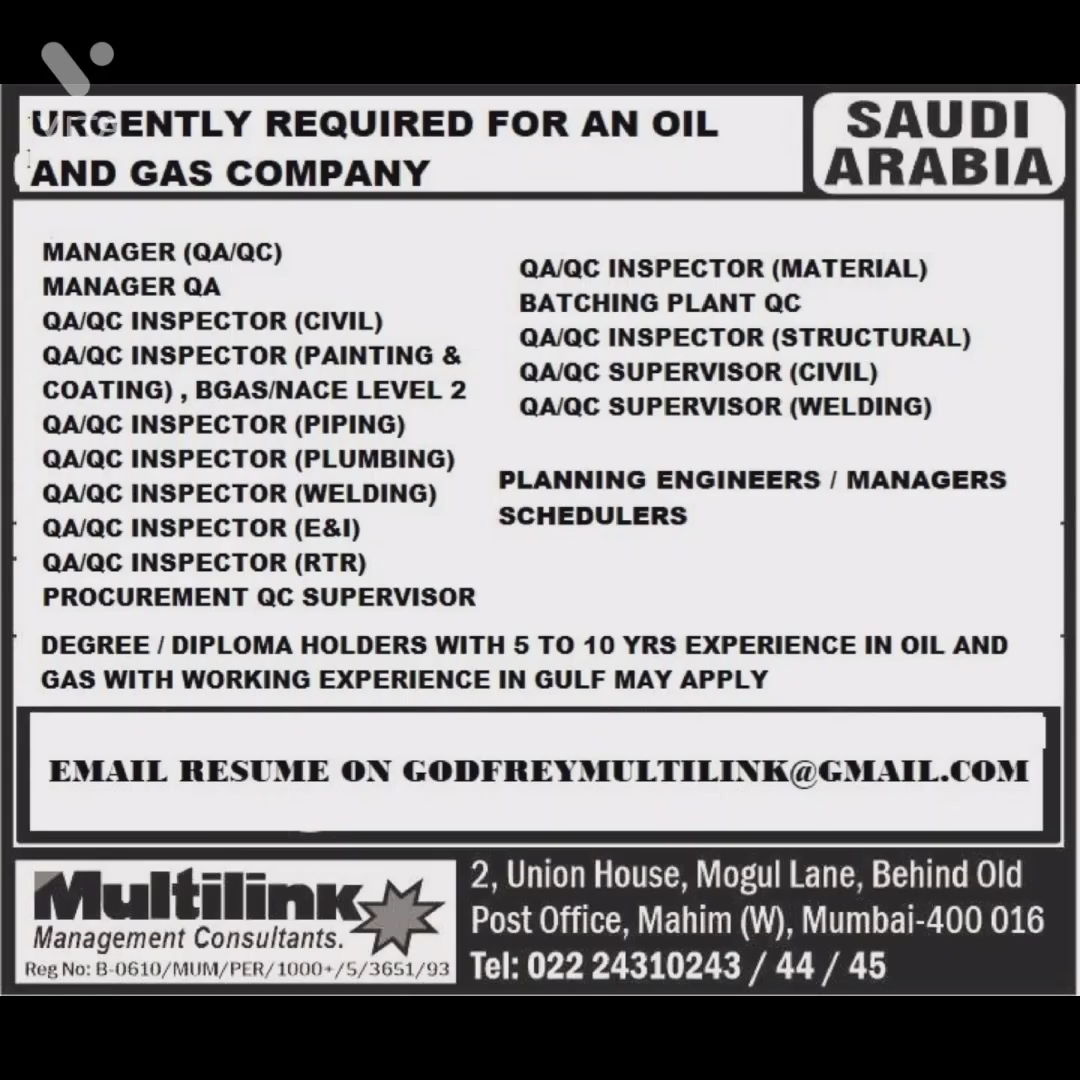 URGENTLY REQUIRED FOR AN OIL
AND GAS COMPANY
SAUDI
ARABIA
MANAGER (QA/QC)
MANAGER QA
QA/QC INSPECTOR (CIVIL)
QA/QC INSPECTOR (PAINTING &
COATING) , BGAS/NACE LEVEL 2
QA/QC INSPECTOR (PIPING)
QA/QC INSPECTOR (PLUMBING)
QA/QC INSPECTOR (WELDING)
QA/QC INSPECTOR (E&I)
QA/QC INSPECTOR (RTR)
PROCUREMENT QC SUPERVISOR
QA/QC INSPECTOR (MATERIAL)
BATCHING PLANT QC
QA/QC INSPECTOR (STRUCTURAL)
QA/QC SUPERVISOR (CIVIL)
QA/QC SUPERVISOR (WELDING)
PLANNING ENGINEERS / MANAGERS
SCHEDULERS
DEGREE / DIPLOMA HOLDERS WITH 5 TO 10 YRS EXPERIENCE IN OIL AND
GAS WITH WORKING EXPERIENCE IN GULF MAY APPLY
EMAIL RESUME ON GODFREYMULTILINK@GMAIL.COM
Multilink
Management Consultants.
Reg No: B-0610/MUM/PER/1000+/5/3651/93
2, Union House, Mogul Lane, Behind Old
Post Office, Mahim (W), Mumbai-400 016
Tel: 022 24310243 / 44 / 45